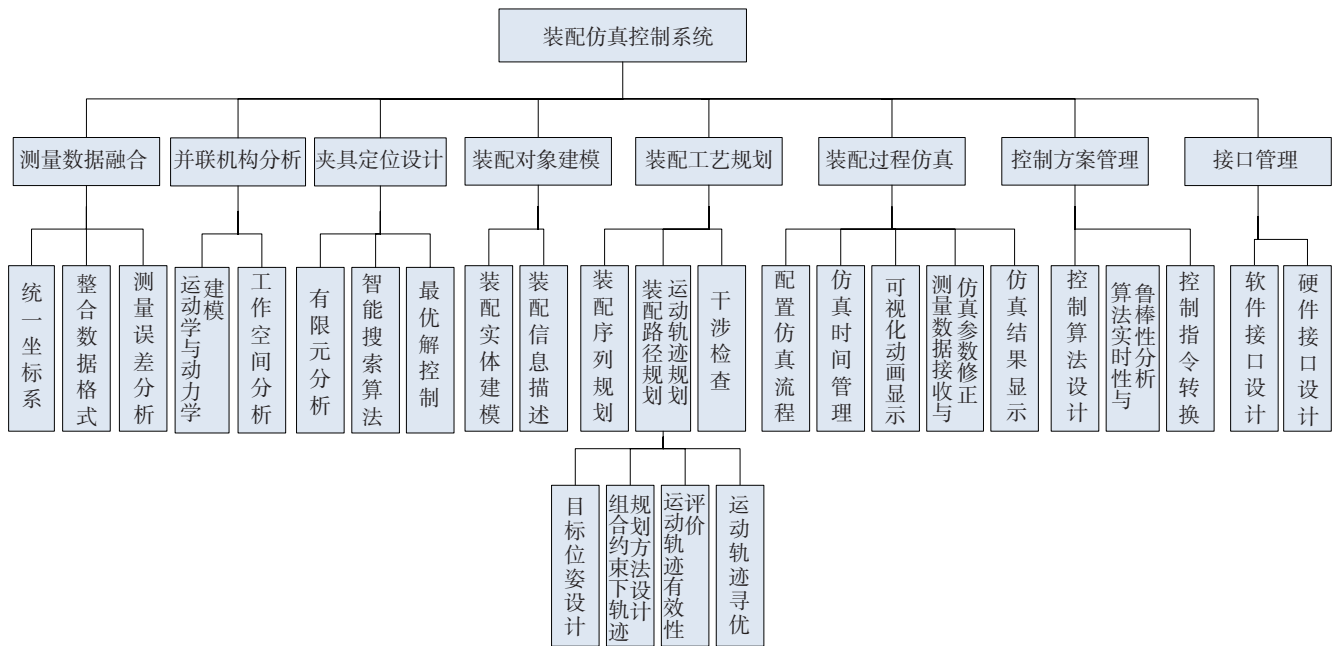 装配仿真控制系统
测量数据融合
并联机构分析
夹具定位设计
装配对象建模
装配工艺规划
装配过程仿真
控制方案管理
接口管理
统一坐标系
整合数据格式
测量误差分析
运动学与动力学
建模
工作空间分析
有限元分析
智能搜索算法
最优解控制
装配实体建模
装配信息描述
装配序列规划
装配路径规划
运动轨迹规划
干涉检查
配置仿真流程
仿真时间管理
可视化动画显示
测量数据接收与
仿真参数修正
仿真结果显示
控制算法设计
算法实时性与
鲁棒性分析
控制指令转换
软件接口设计
硬件接口设计
目标位姿设计
组合约束下轨迹
规划方法设计
运动轨迹有效性
评价
运动轨迹寻优